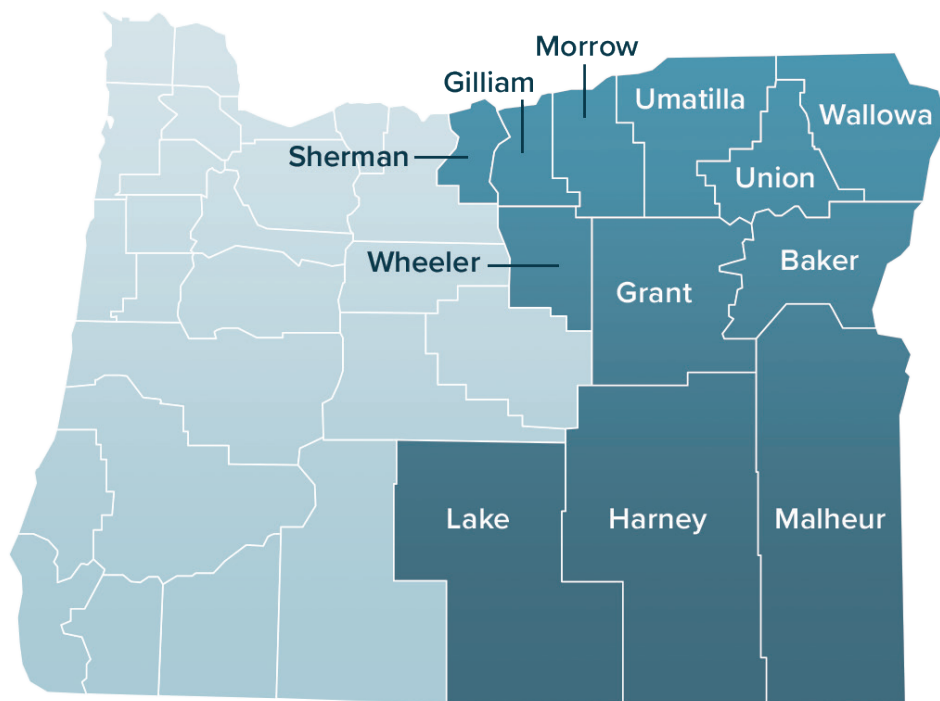 Morrow
Gilliam
Umatilla
Wallowa
Sherman
Union
Wheeler
Baker
Grant
Lake
Harney
Malheur